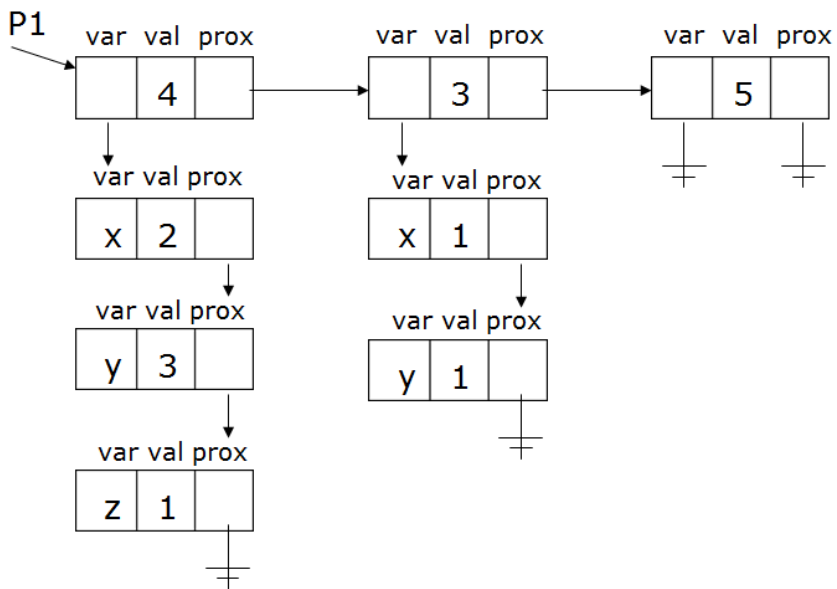 P1
var val prox var val prox var val prox
4 3 5
var val prox var val prox
x 2 x 1
var val prox var val prox
y 3 y 1
var val prox
z 1